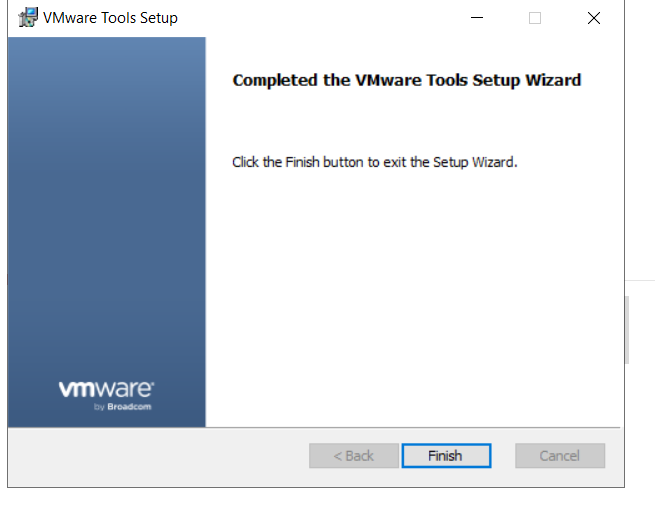 VMware Tools Setup
Completed the VMware Tools Setup Wizard
Click the Finish button to exit the Setup Wizard.
vmware®
by Broadcom
< Back
Finish
Cancel